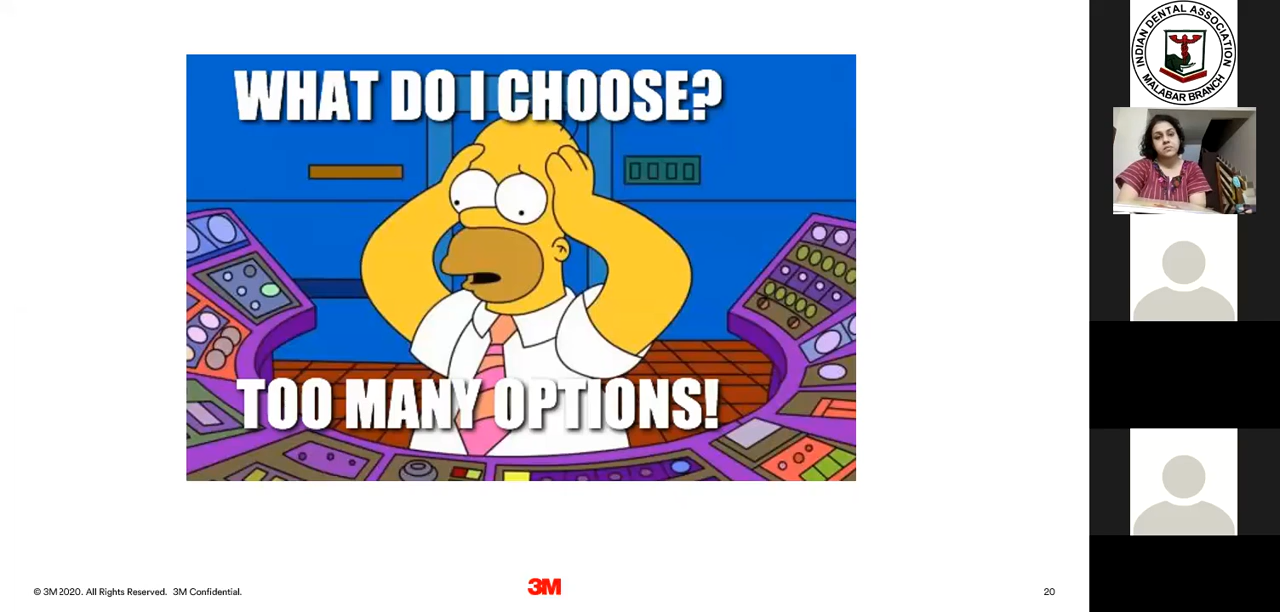 WHAT DO I CHOOSE?
TOO MANY OPTIONS!
© 3M 2020. All Rights Reserved. 3M Confidential.
3M
20
INDIAN DENTAL ASSOCIATION
MALABAR BRANCH